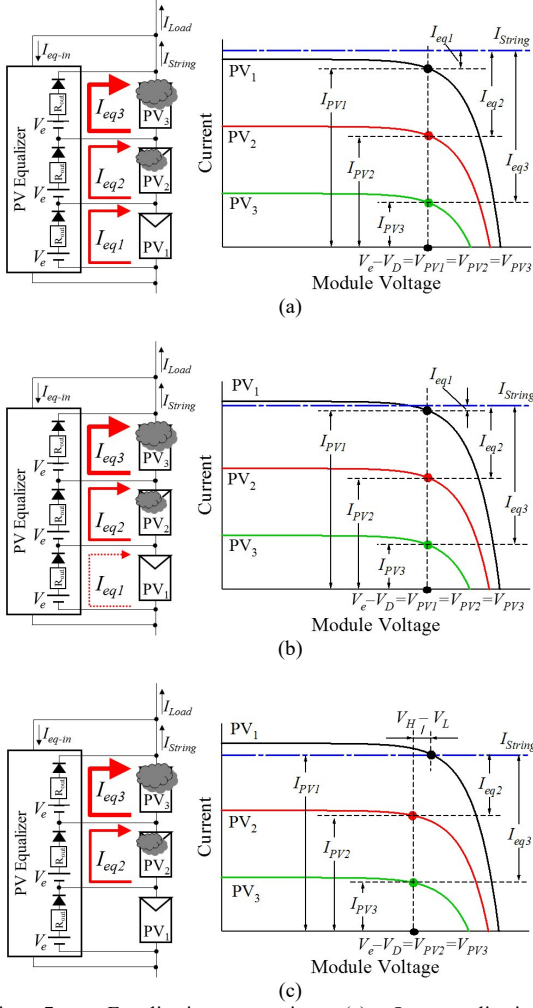 I_Load
I_eq-in
I_String
PV Equalizer
R_out
V_e
I_eq3
PV_3
R_out
V_e
I_eq2
PV_2
R_out
V_e
I_eq1
PV_1
Current
PV_1
PV_2
PV_3
I_PV1
I_PV2
I_PV3
I_eq1
I_String
I_eq2
I_eq3
V_e–V_D=V_PV1=V_PV2=V_PV3
Module Voltage
(a)
I_Load
I_eq-in
I_String
PV Equalizer
R_out
V_e
I_eq3
PV_3
R_out
V_e
I_eq2
PV_2
R_out
V_e
I_eq1
PV_1
Current
PV_1
PV_2
PV_3
I_PV1
I_PV2
I_PV3
I_eq1
I_String
I_eq2
I_eq3
V_e–V_D=V_PV1=V_PV2=V_PV3
Module Voltage
(b)
I_Load
I_eq-in
I_String
PV Equalizer
R_out
V_e
I_eq3
PV_3
R_out
V_e
I_eq2
PV_2
R_out
V_e
PV_1
Current
PV_1
PV_2
PV_3
V_H – V_L
I_PV1
I_PV2
I_PV3
I_String
I_eq2
I_eq3
V_e–V_D=V_PV2=V_PV3
Module Voltage
(c)